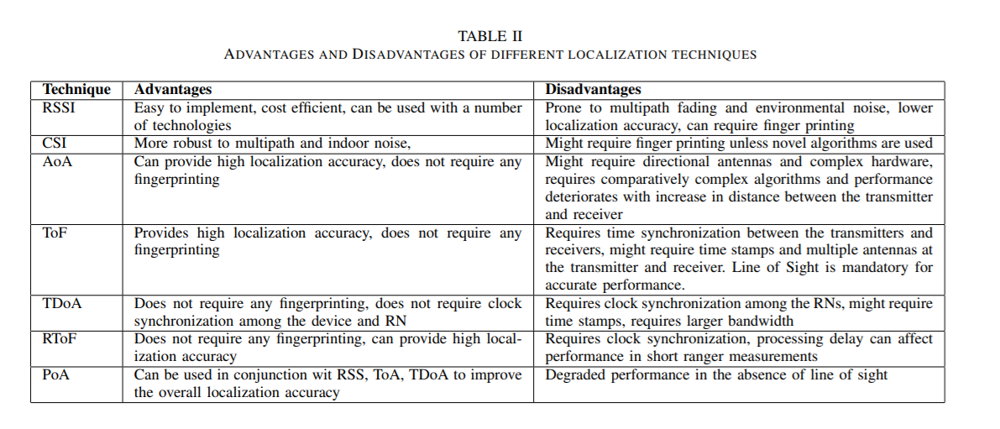 TABLE II
ADVANTAGES AND DISADVANTAGES OF DIFFERENT LOCALIZATION TECHNIQUES
Technique Advantages Disadvantages
RSSI Easy to implement, cost efficient, can be used with a number Prone to multipath fading and environmental noise, lower
of technologies localization accuracy, can require finger printing
CSI More robust to multipath and indoor noise, Might require finger printing unless novel algorithms are used
AoA Can provide high localization accuracy, does not require any Might require directional antennas and complex hardware,
fingerprinting requires comparatively complex algorithms and performance
deteriorates with increase in distance between the transmitter
and receiver
ToF Provides high localization accuracy, does not require any Requires time synchronization between the transmitters and
fingerprinting receivers, might require time stamps and multiple antennas at
the transmitter and receiver. Line of Sight is mandatory for
accurate performance.
TDoA Does not require any fingerprinting, does not require clock Requires clock synchronization among the RNs, might require
synchronization among the device and RN time stamps, requires larger bandwidth
RToF Does not require any fingerprinting, can provide high local- Requires clock synchronization, processing delay can affect
ization accuracy performance in short ranger measurements
PoA Can be used in conjunction wit RSS, ToA, TDoA to improve Degraded performance in the absence of line of sight
the overall localization accuracy